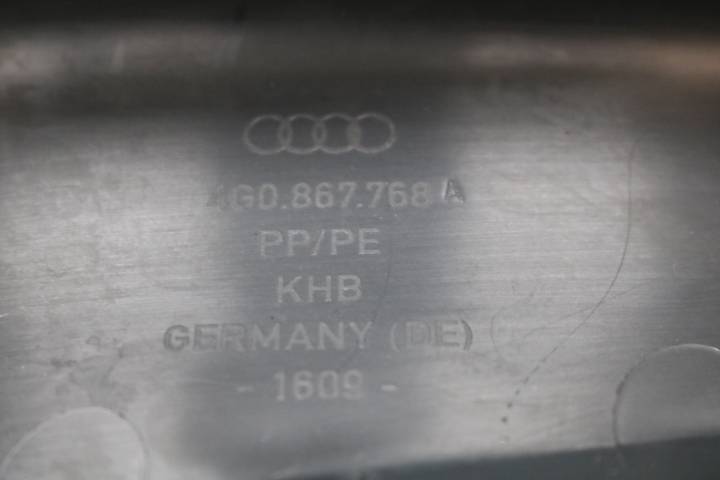 4G0.867.768 A
PP/PE
KHB
GERMANY (DE)
- 1609 -